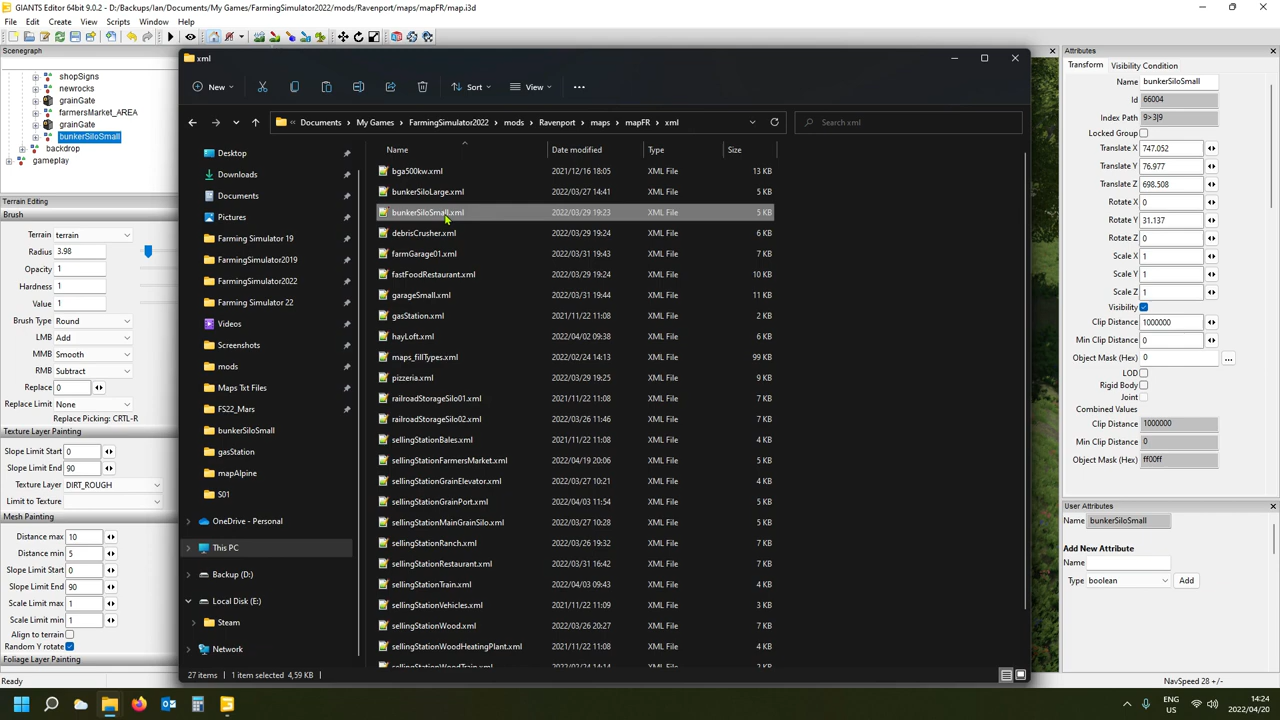 GIANTS Editor 64bit 9.0.2 - D:/Backups/Ian/Documents/My Games/FarmingSimulator2022/mods/Ravenport/maps/mapFR/map.i3d
File Edit Create View Scripts Window Help
Scenegraph
shopSigns
newrocks
grainGate
farmersMarket_AREA
grainGate
bunkerSiloSmall
backdrop
gameplay
Terrain Editing
Brush
Terrain terrain
Radius 3.98
Opacity 1
Hardness 1
Value 1
Brush Type Round
LMB Add
MMB Smooth
RMB Subtract
Replace 0
Replace Limit None
Replace Picking: CRTL-R
Texture Layer Painting
Slope Limit Start 0
Slope Limit End 90
Texture Layer DIRT_ROUGH
Limit to Texture
Mesh Painting
Distance max 10
Distance min 5
Slope Limit Start 0
Slope Limit End 90
Scale Limit max 1
Scale Limit min 1
Align to terrain
Random Y rotate
Foliage Layer Painting
Ready
xml
New Sort View
Documents My Games FarmingSimulator2022 mods Ravenport maps mapFR xml
Search xml
Desktop
Downloads
Documents
Pictures
Farming Simulator 19
FarmingSimulator2019
FarmingSimulator2022
Farming Simulator 22
Videos
Screenshots
mods
Maps Txt Files
FS22_Mars
bunkerSiloSmall
gasStation
mapAlpine
S01
OneDrive - Personal
This PC
Backup (D:)
Local Disk (E:)
Steam
Network
Name Date modified Type Size
bga500kw.xml 2021/12/16 18:05 XML File 13 KB
bunkerSiloLarge.xml 2022/03/27 14:41 XML File 5 KB
bunkerSiloSmall.xml 2022/03/29 19:23 XML File 5 KB
debrisCrusher.xml 2022/03/29 19:24 XML File 6 KB
farmGarage01.xml 2022/03/31 19:43 XML File 7 KB
fastFoodRestaurant.xml 2022/03/29 19:24 XML File 10 KB
garageSmall.xml 2022/03/31 19:44 XML File 11 KB
gasStation.xml 2021/11/22 11:08 XML File 2 KB
hayLoft.xml 2022/04/02 09:38 XML File 6 KB
maps_fillTypes.xml 2022/02/24 14:13 XML File 99 KB
pizzeria.xml 2022/03/29 19:25 XML File 9 KB
railroadStorageSilo01.xml 2021/11/22 11:08 XML File 7 KB
railroadStorageSilo02.xml 2022/03/26 11:46 XML File 7 KB
sellingStationBales.xml 2021/11/22 11:08 XML File 4 KB
sellingStationFarmersMarket.xml 2022/04/19 20:06 XML File 5 KB
sellingStationGrainElevator.xml 2022/03/27 10:21 XML File 4 KB
sellingStationGrainPort.xml 2022/04/03 11:54 XML File 5 KB
sellingStationMainGrainSilo.xml 2022/03/27 10:28 XML File 4 KB
sellingStationRanch.xml 2022/03/26 19:32 XML File 7 KB
sellingStationRestaurant.xml 2022/03/31 16:42 XML File 7 KB
sellingStationTrain.xml 2022/04/03 09:43 XML File 4 KB
sellingStationVehicles.xml 2021/11/22 11:09 XML File 3 KB
sellingStationWood.xml 2022/03/26 20:27 XML File 7 KB
sellingStationWoodHeatingPlant.xml 2021/11/22 11:09 XML File 4 KB
sellingStationWoodTrain.xml 2022/03/24 14:14 XML File 7 KB
27 items 1 item selected 4,59 KB
Attributes
Transform Visibility Condition
Name bunkerSiloSmall
Id 66004
Index Path 9>3|9
Locked Group
Translate X 747.052
Translate Y 76.977
Translate Z 698.508
Rotate X 0
Rotate Y 31.137
Rotate Z 0
Scale X 1
Scale Y 1
Scale Z 1
Visibility
Clip Distance 1000000
Min Clip Distance 0
Object Mask (Hex) 0 ...
LOD
Rigid Body
Joint
Combined Values
Clip Distance 1000000
Min Clip Distance 0
Object Mask (Hex) ff00ff
User Attributes
Name bunkerSiloSmall
Add New Attribute
Name
Type boolean Add
NavSpeed 28 +/-
ENG
US
14:24
2022/04/20